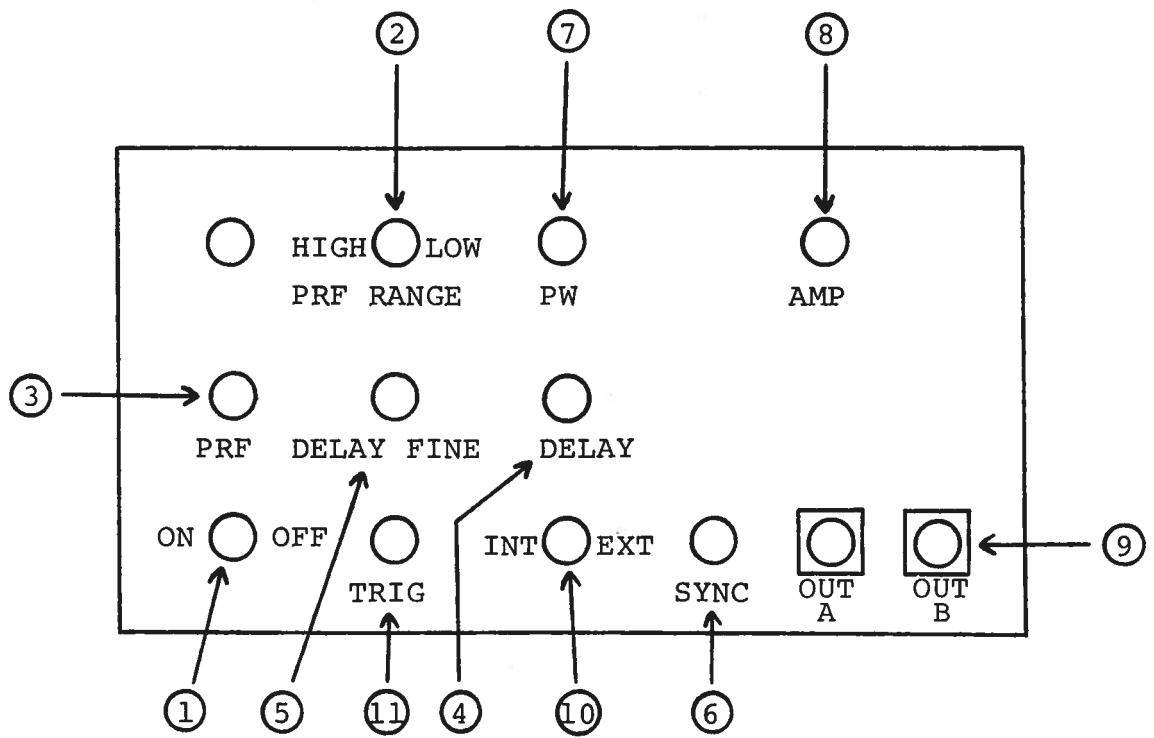 2 7 8
HIGH LOW
PRF RANGE PW AMP
3
PRF DELAY FINE DELAY
ON OFF INT EXT 9
TRIG SYNC OUT OUT
A B
1 5 11 4 10 6